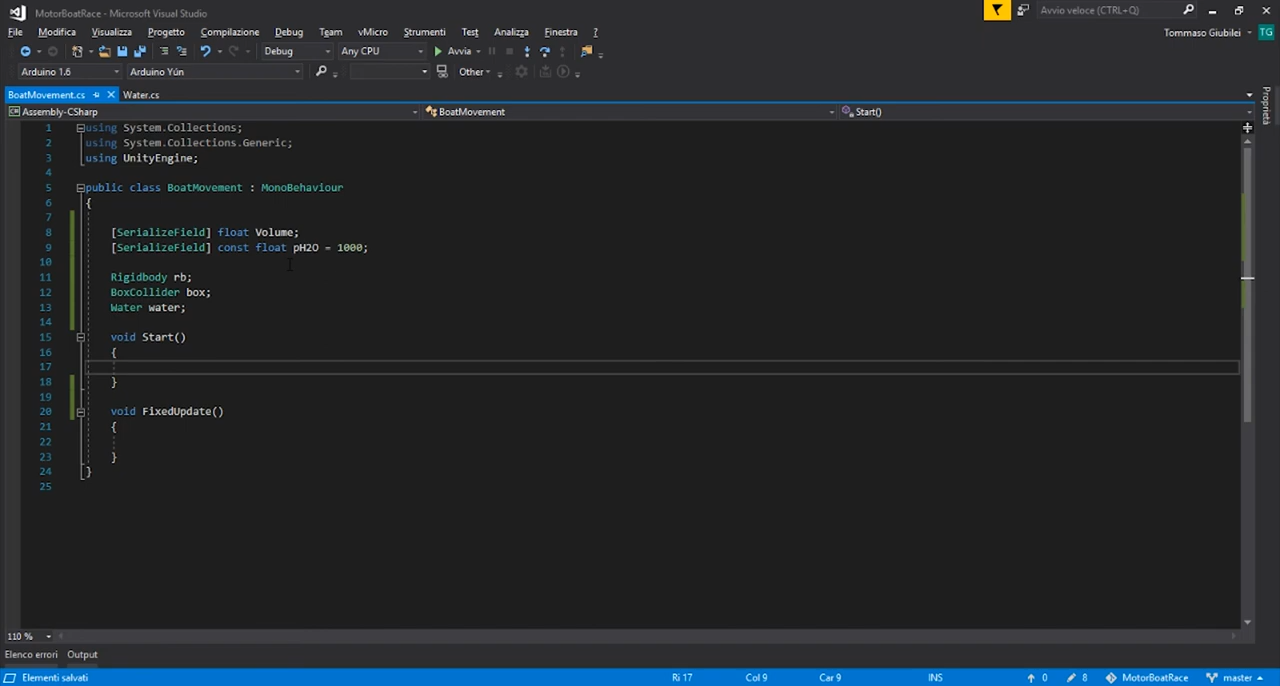 MotorBoatRace - Microsoft Visual Studio
Avvio veloce (CTRL+Q)
File Modifica Visualizza Progetto Compilazione Debug Team vMicro Strumenti Test Analizza Finestra ?
Tommaso Giubilei TG
Debug Any CPU Avvia
Arduino 1.6 Arduino Yún Other
BoatMovement.cs Water.cs
Proprietà
Assembly-CSharp BoatMovement Start()
1 using System.Collections;
2 using System.Collections.Generic;
3 using UnityEngine;
4
5 public class BoatMovement : MonoBehaviour
6 {
7
8 [SerializeField] float Volume;
9 [SerializeField] const float pH2O = 1000;
10
11 Rigidbody rb;
12 BoxCollider box;
13 Water water;
14
15 void Start()
16 {
17
18 }
19
20 void FixedUpdate()
21 {
22
23 }
24 }
25
110 %
Elenco errori Output
Elementi salvati Ri 17 Col 9 Car 9 INS 0 8 MotorBoatRace master